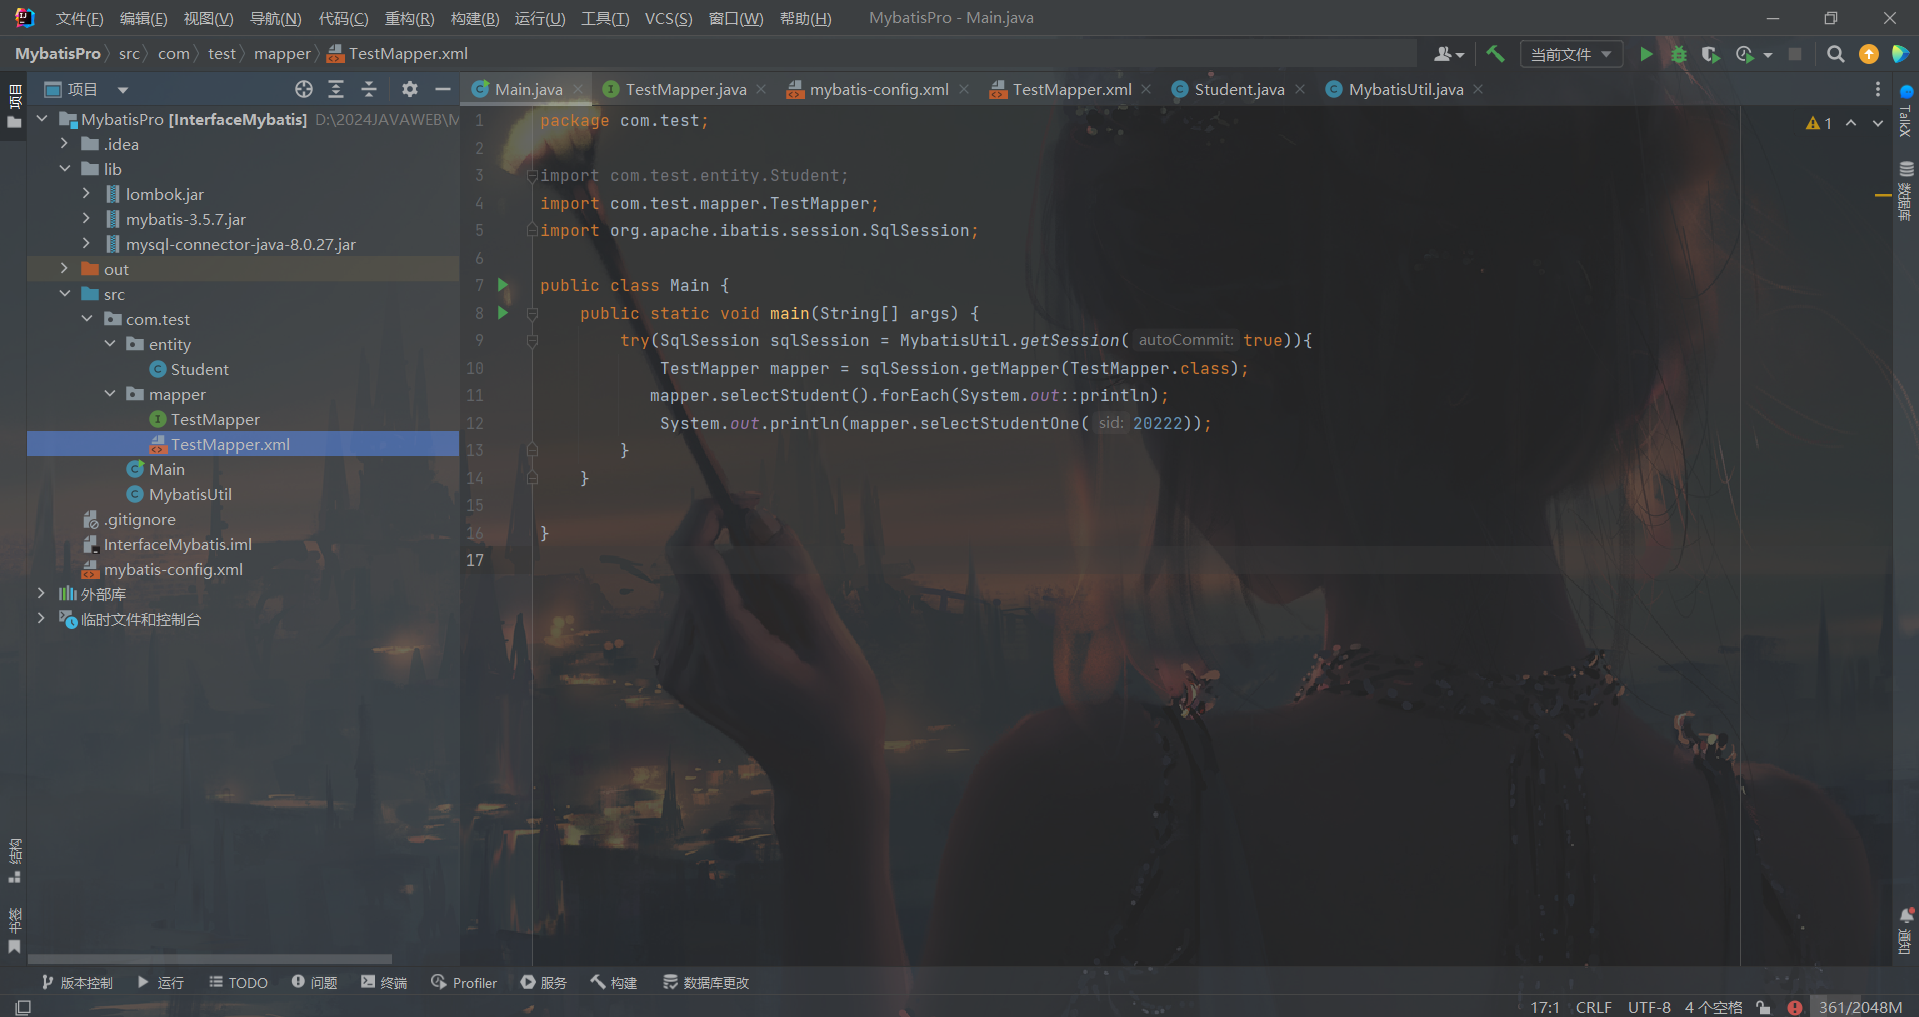 文件(F) 编辑(E) 视图(V) 导航(N) 代码(C) 重构(R) 构建(B) 运行(U) 工具(T) VCS(S) 窗口(W) 帮助(H) MybatisPro - Main.java
MybatisPro src com test mapper TestMapper.xml 当前文件
项目
项目
Main.java TestMapper.java mybatis-config.xml TestMapper.xml Student.java MybatisUtil.java
MybatisPro [InterfaceMybatis] D:\2024JAVAWEB\M
.idea
lib
lombok.jar
mybatis-3.5.7.jar
mysql-connector-java-8.0.27.jar
out
src
com.test
entity
Student
mapper
TestMapper
TestMapper.xml
Main
MybatisUtil
.gitignore
InterfaceMybatis.iml
mybatis-config.xml
外部库
临时文件和控制台
结构
书签
1 package com.test;
2
3 import com.test.entity.Student;
4 import com.test.mapper.TestMapper;
5 import org.apache.ibatis.session.SqlSession;
6
7 public class Main {
8 public static void main(String[] args) {
9 try(SqlSession sqlSession = MybatisUtil.getSession( autoCommit: true)){
10 TestMapper mapper = sqlSession.getMapper(TestMapper.class);
11 mapper.selectStudent().forEach(System.out::println);
12 System.out.println(mapper.selectStudentOne( sid: 20222));
13 }
14 }
15
16 }
17
1
TalkX
数据库
通知
版本控制 运行 TODO 问题 终端 Profiler 服务 构建 数据库更改
17:1 CRLF UTF-8 4 个空格 361/2048M